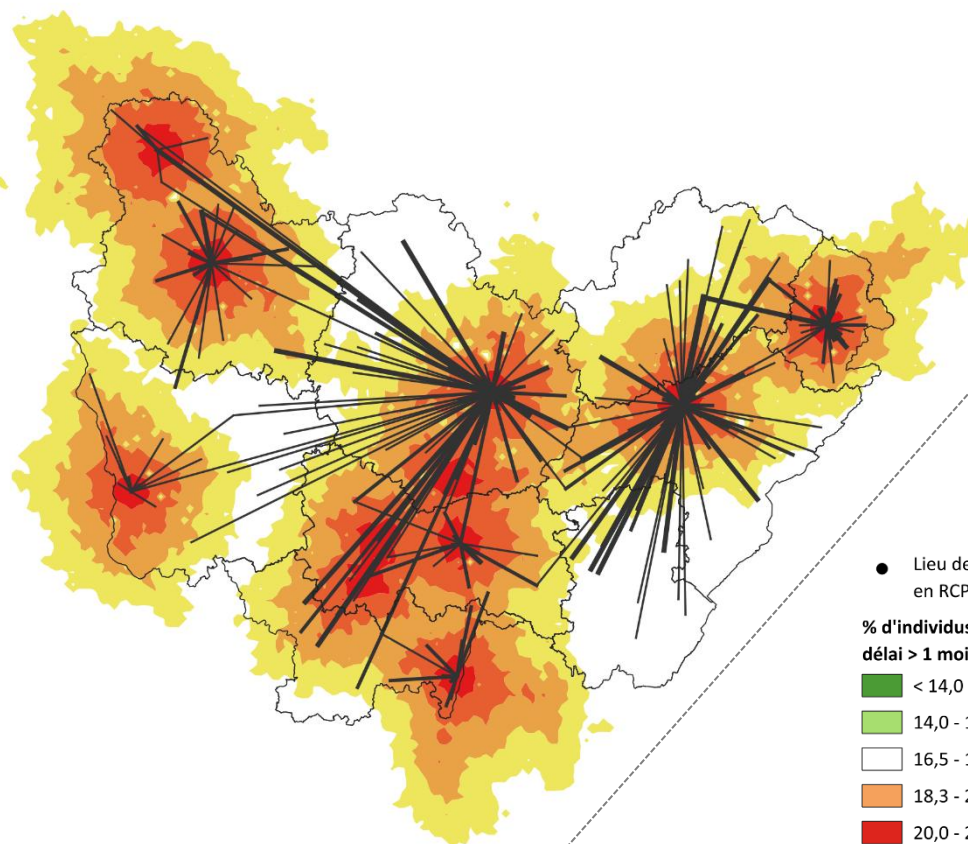 Lieu de
en RCP
% d'individus
délai > 1 moi
< 14,0
14,0 - 1
16,5 - 1
18,3 - 2
20,0 - 2